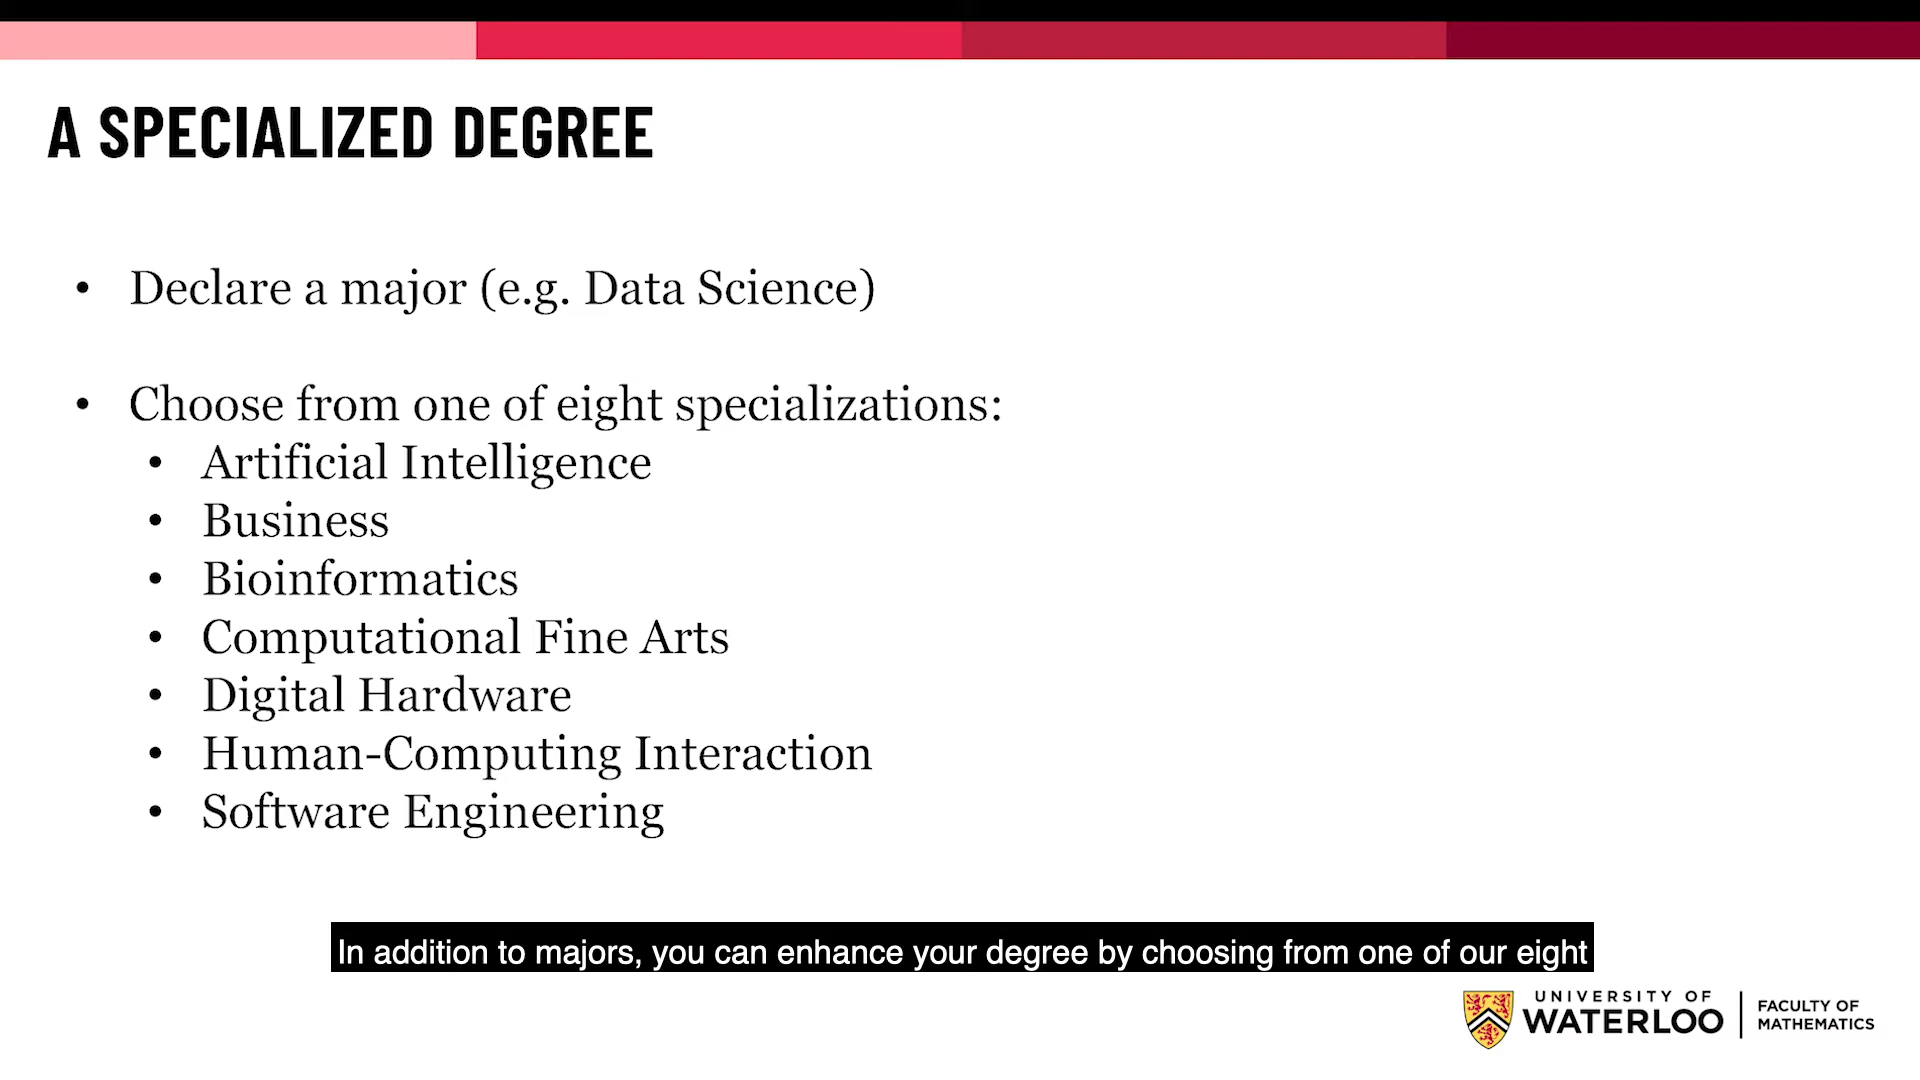 A SPECIALIZED DEGREE
• Declare a major (e.g. Data Science)
• Choose from one of eight specializations:
• Artificial Intelligence
• Business
• Bioinformatics
• Computational Fine Arts
• Digital Hardware
• Human-Computing Interaction
• Software Engineering
In addition to majors, you can enhance your degree by choosing from one of our eight
UNIVERSITY OF
WATERLOO
FACULTY OF
MATHEMATICS